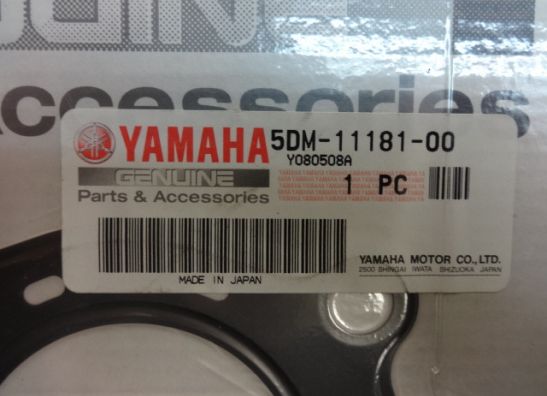 GENUINE
Accessories
YAMAHA 5DM-11181-00
Y080508A
GENUINE
1 PC
Parts & Accessories
YAMAHA MOTOR CO., LTD.
2500 SHINGAI IWATA SHIZUOKA JAPAN
MADE IN JAPAN